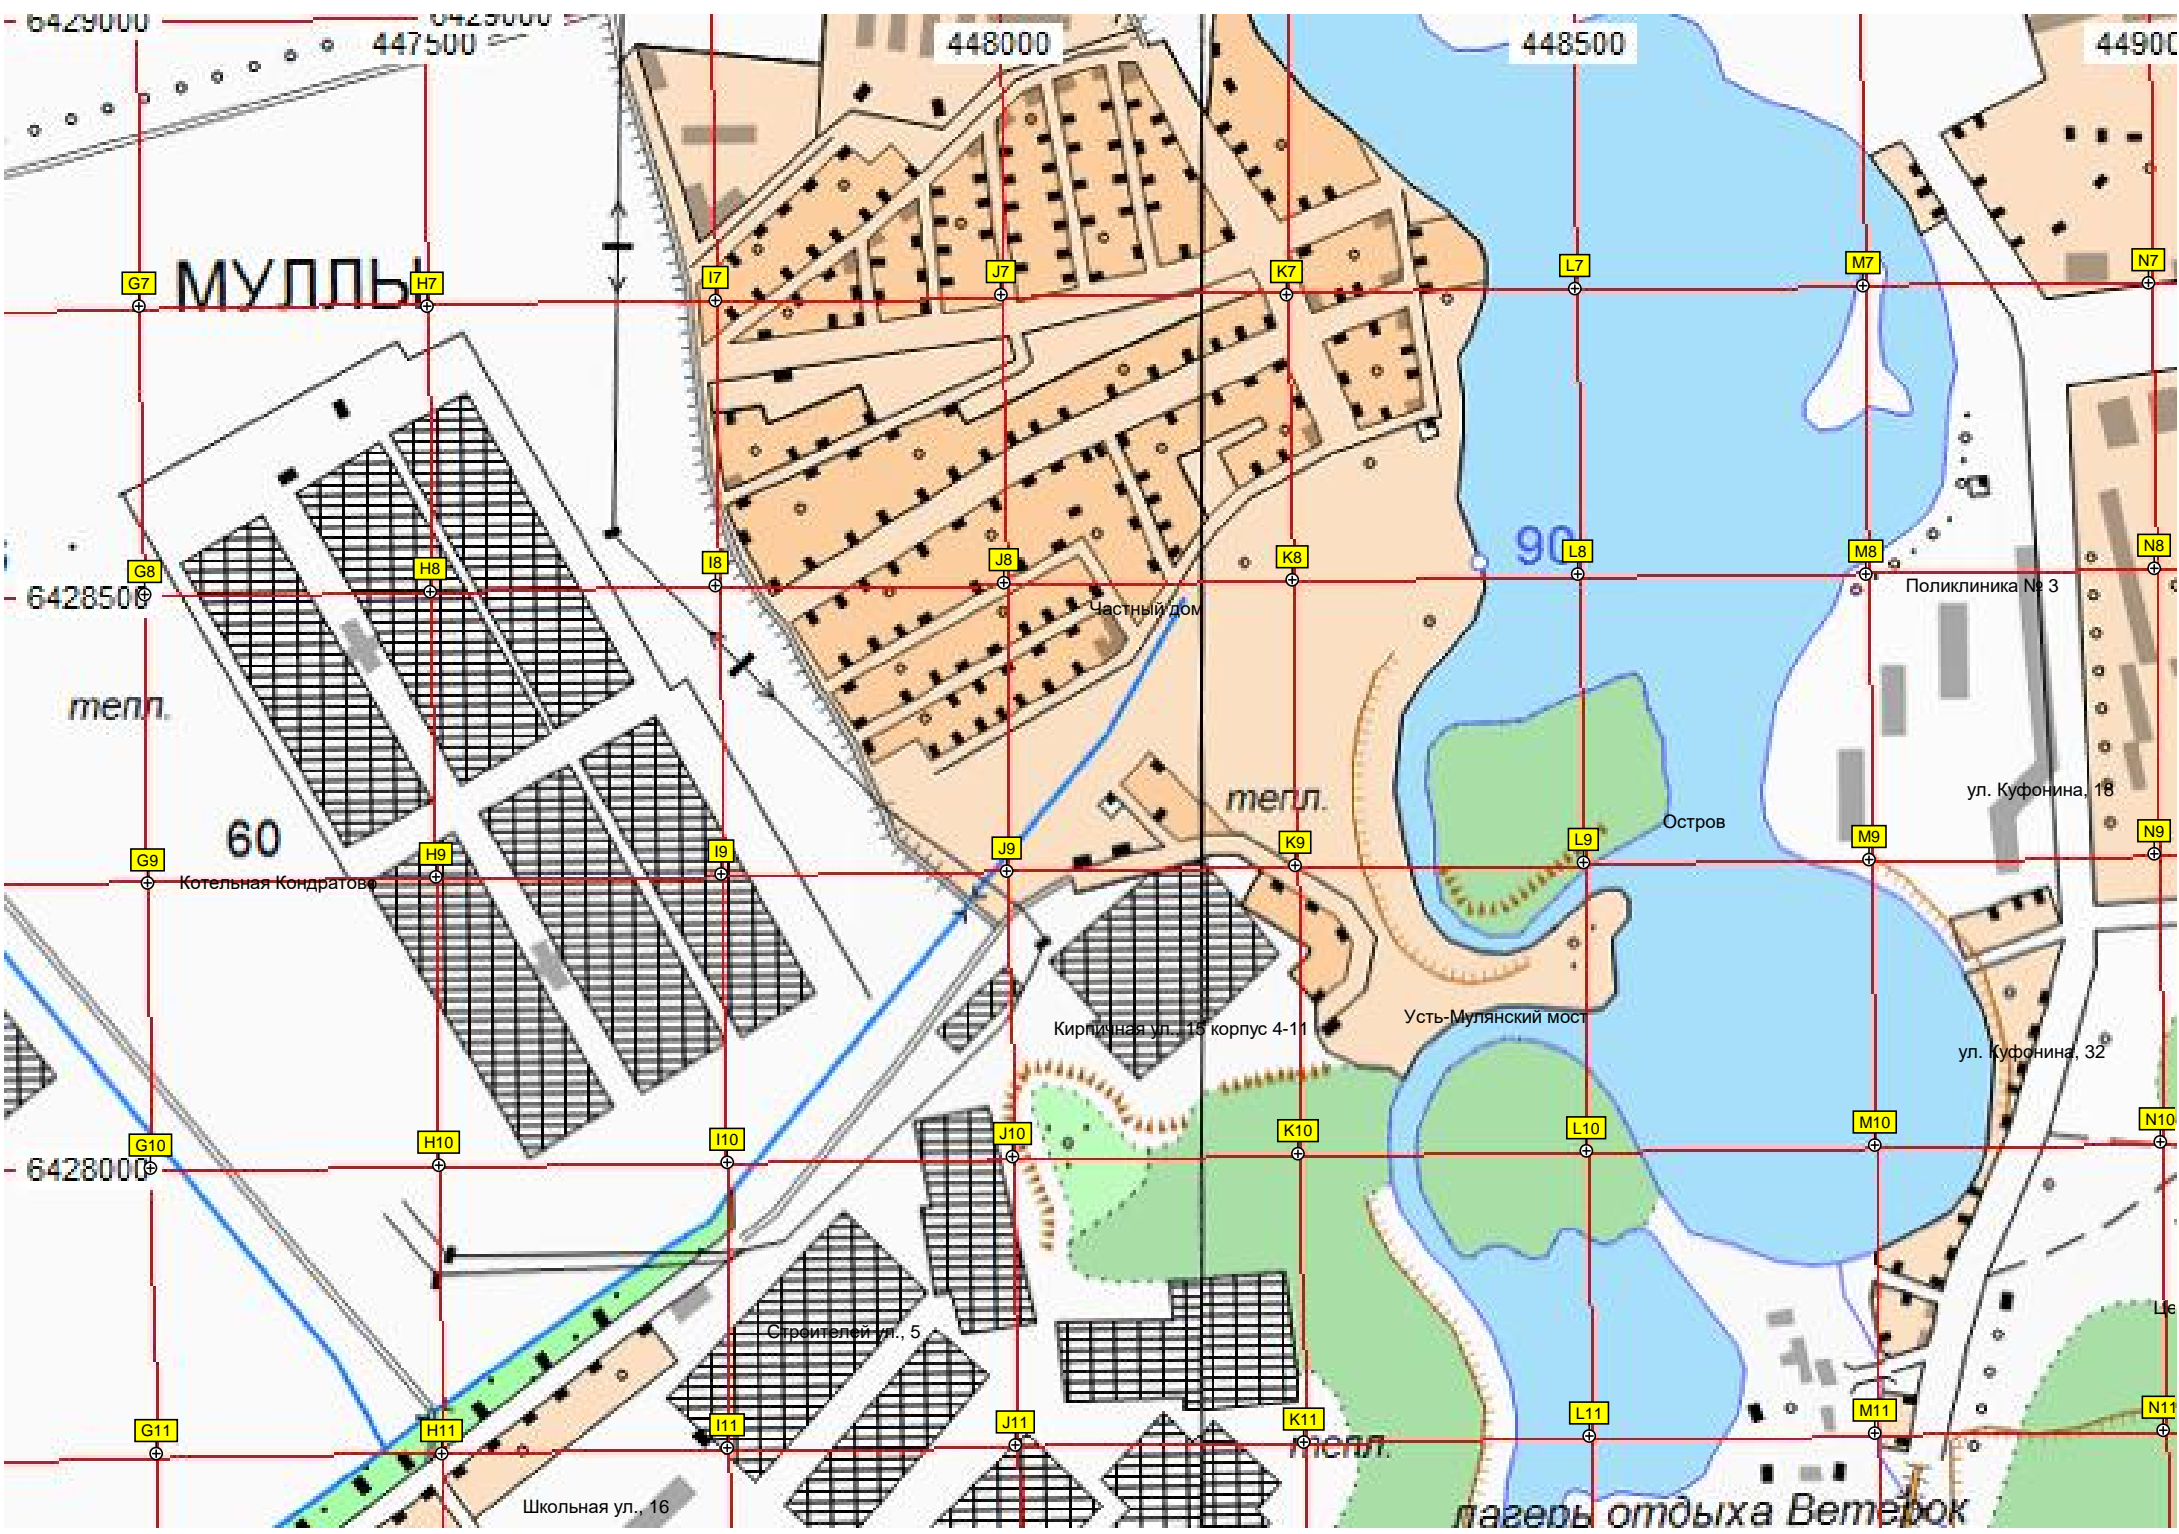 6429000
6429000
447500
448000
448500
44900
G7
МУЛЛЫ
H7
I7
J7
K7
L7
M7
N7
G8
H8
I8
J8
K8
90
L8
M8
N8
6428500
Частный дом
Поликлиника № 3
тепл.
60
тепл.
ул. Куфонина, 18
Остров
G9
H9
I9
J9
K9
L9
M9
N9
Котельная Кондратово
Кирпичная ул., 15 корпус 4-11
Усть-Мулянский мост
ул. Куфонина, 32
G10
H10
I10
J10
K10
L10
M10
N10
6428000
Строителей ул., 5
Це
G11
H11
I11
J11
K11
L11
M11
N11
тепл.
Школьная ул., 16
лагерь отдыха Ветерок